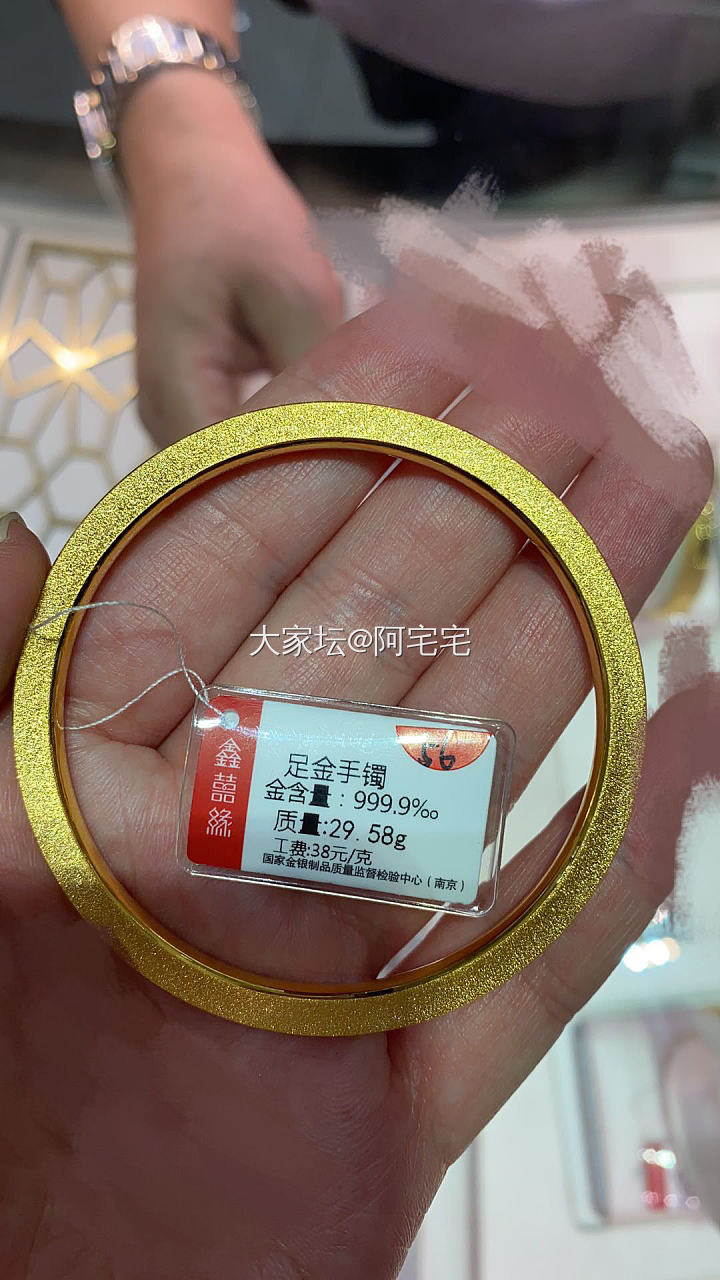 大家坛@阿宅宅
鑫囍缘
56
足金手镯
金含量：999.9‰
质量:29.58g
工费:38元/克
国家金银制品质量监督检验中心（南京）